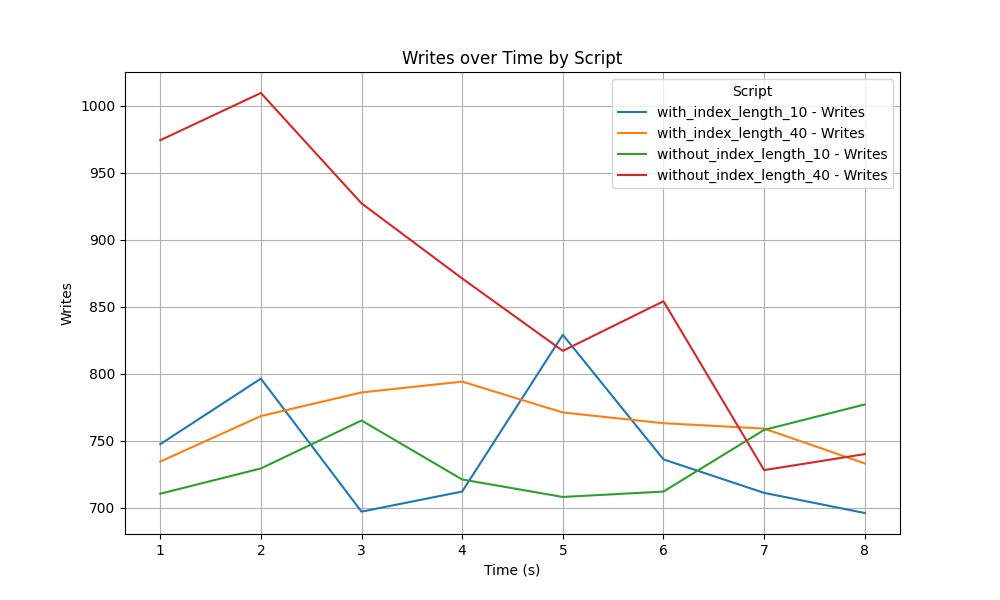 Writes over Time by Script
Script
with_index_length_10 - Writes
with_index_length_40 - Writes
without_index_length_10 - Writes
without_index_length_40 - Writes
1000
950
900
850
800
750
700
Writes
1 2 3 4 5 6 7 8
Time (s)